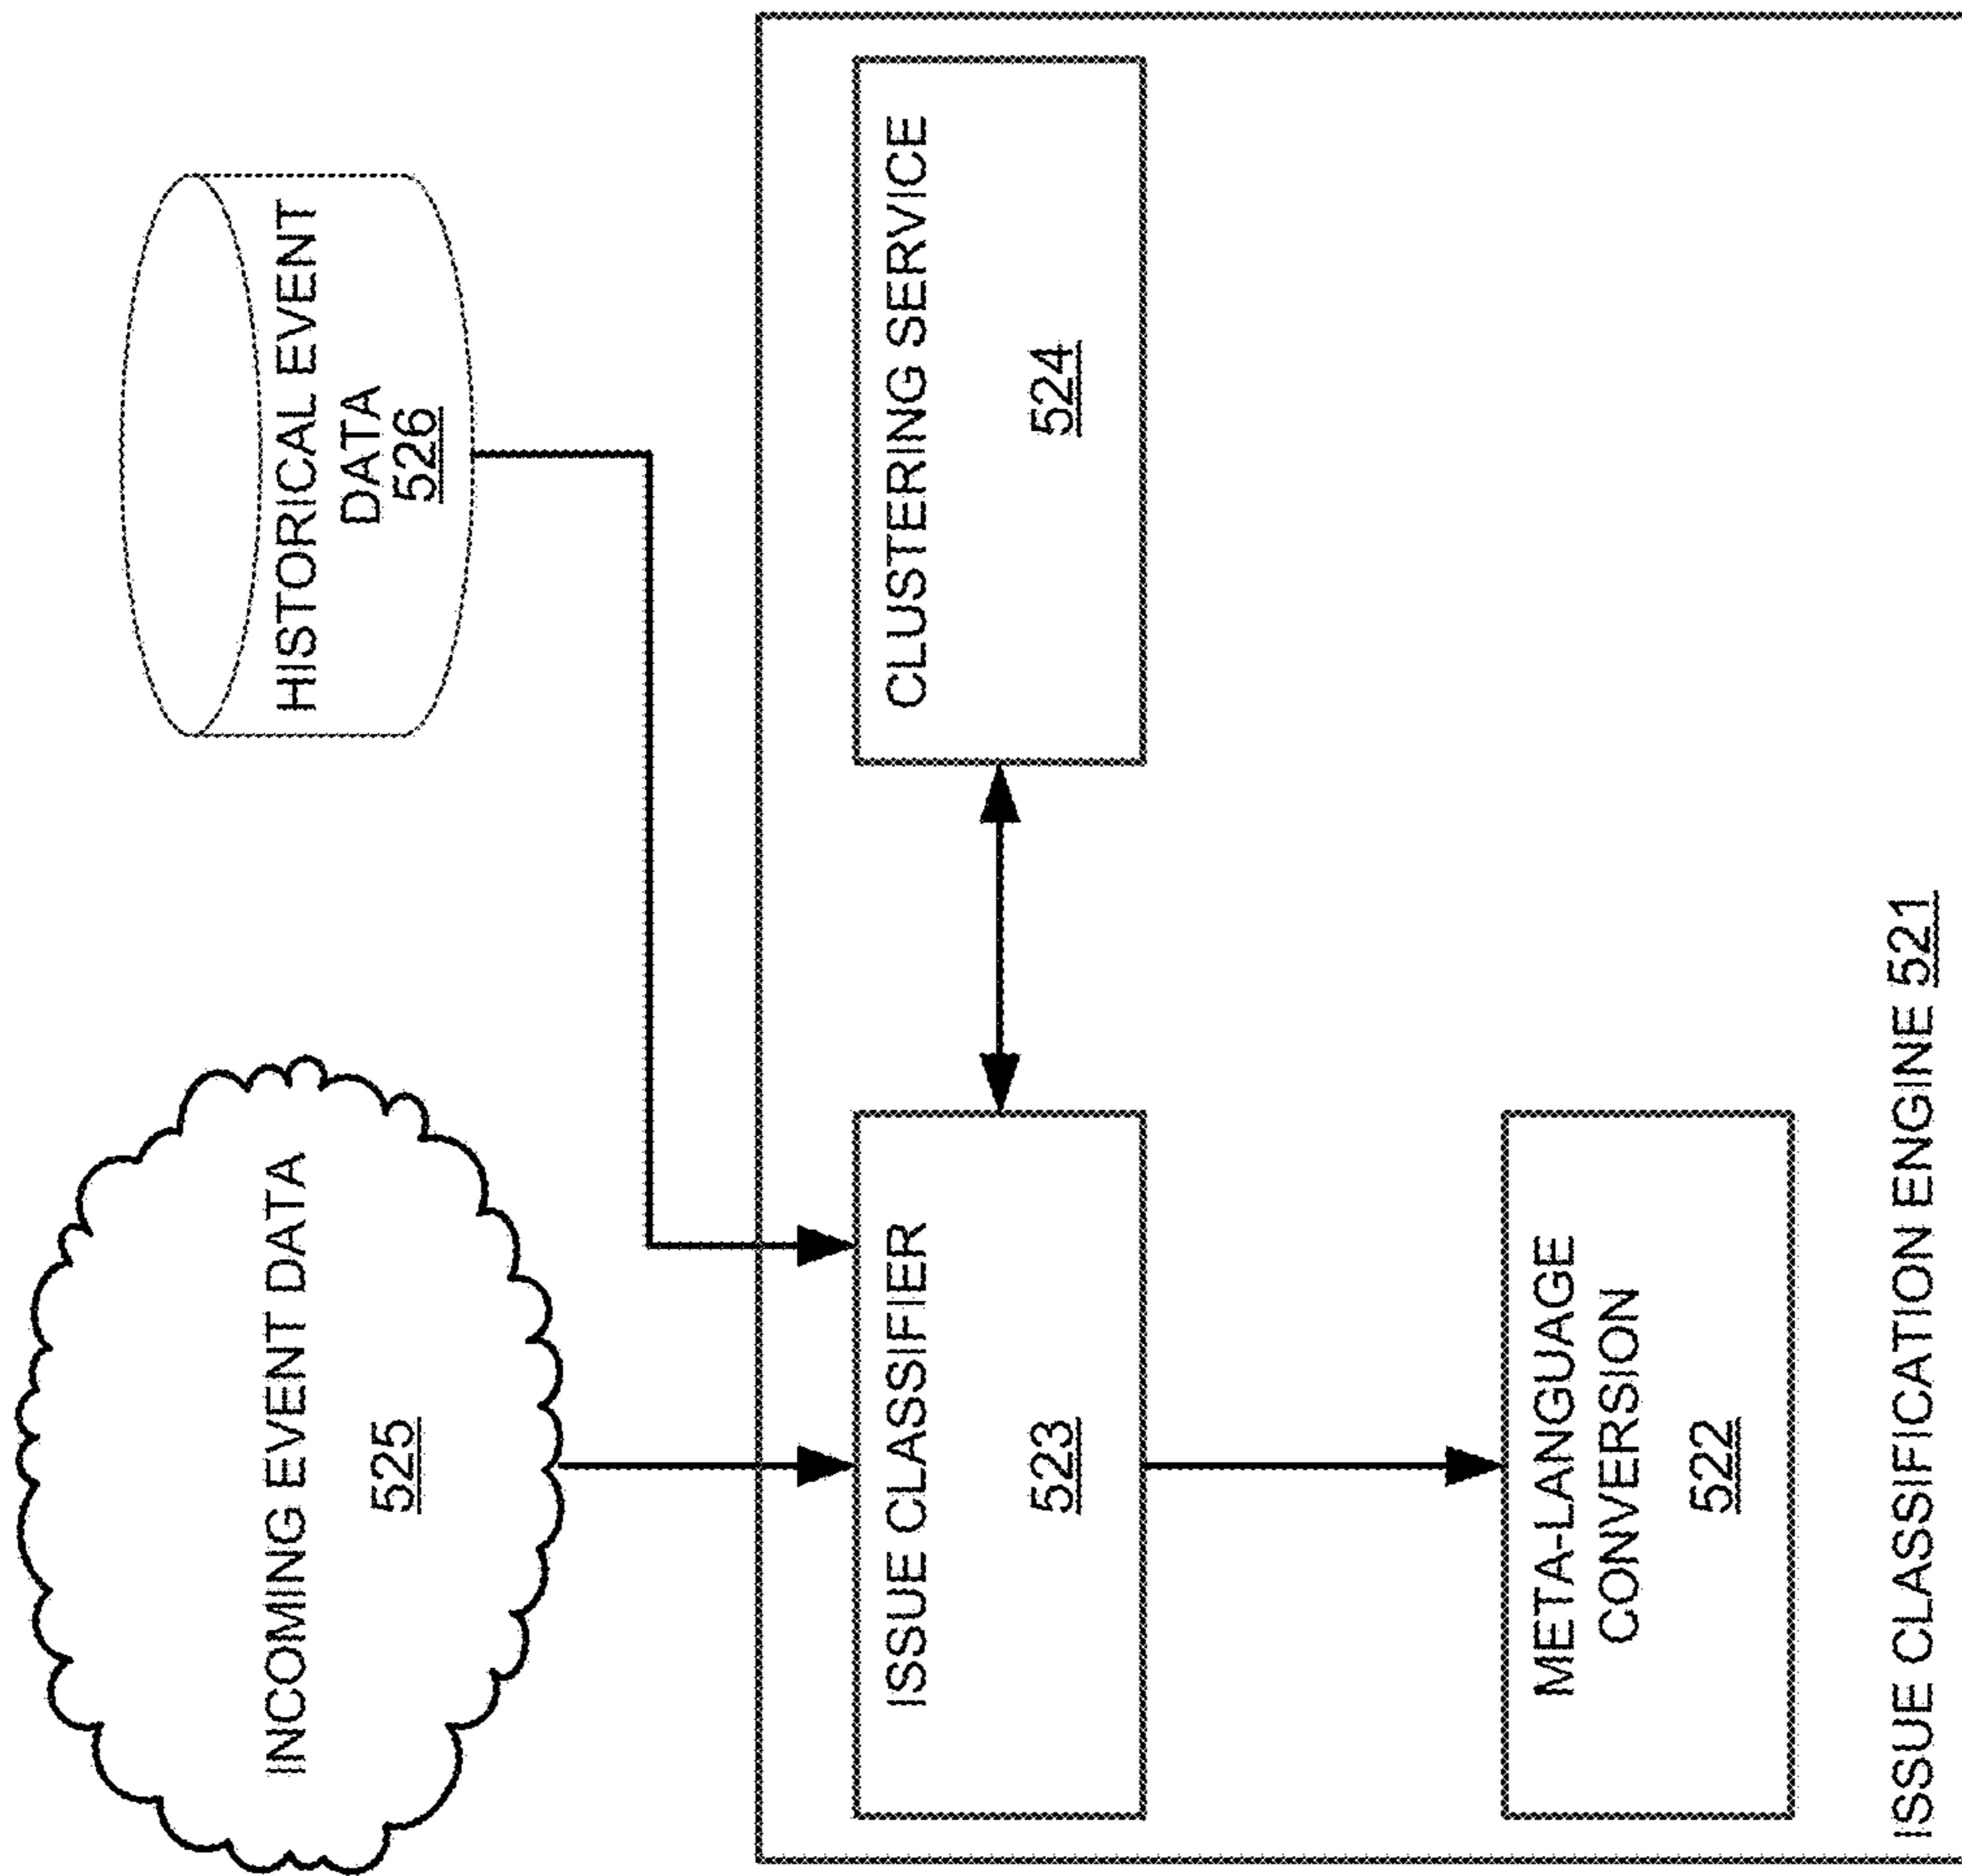 INCOMING EVENT DATA
525
HISTORICAL EVENT
DATA
526
ISSUE CLASSIFIER
523
CLUSTERING SERVICE
524
META-LANGUAGE
CONVERSION
522
ISSUE CLASSIFICATION ENGINE 521